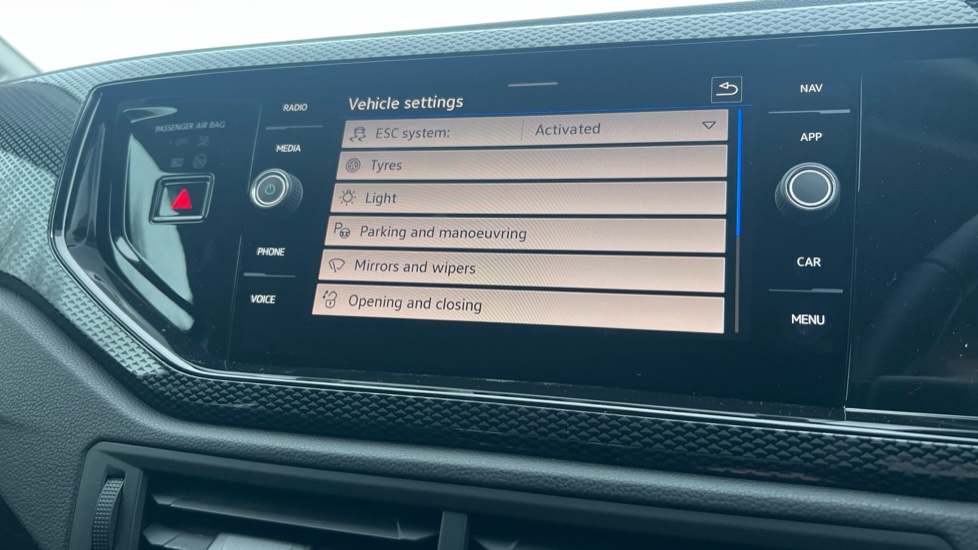 PASSENGER AIR BAG
RADIO
MEDIA
PHONE
VOICE
Vehicle settings
ESC system: Activated
Tyres
Light
Parking and manoeuvring
Mirrors and wipers
Opening and closing
NAV
APP
CAR
MENU